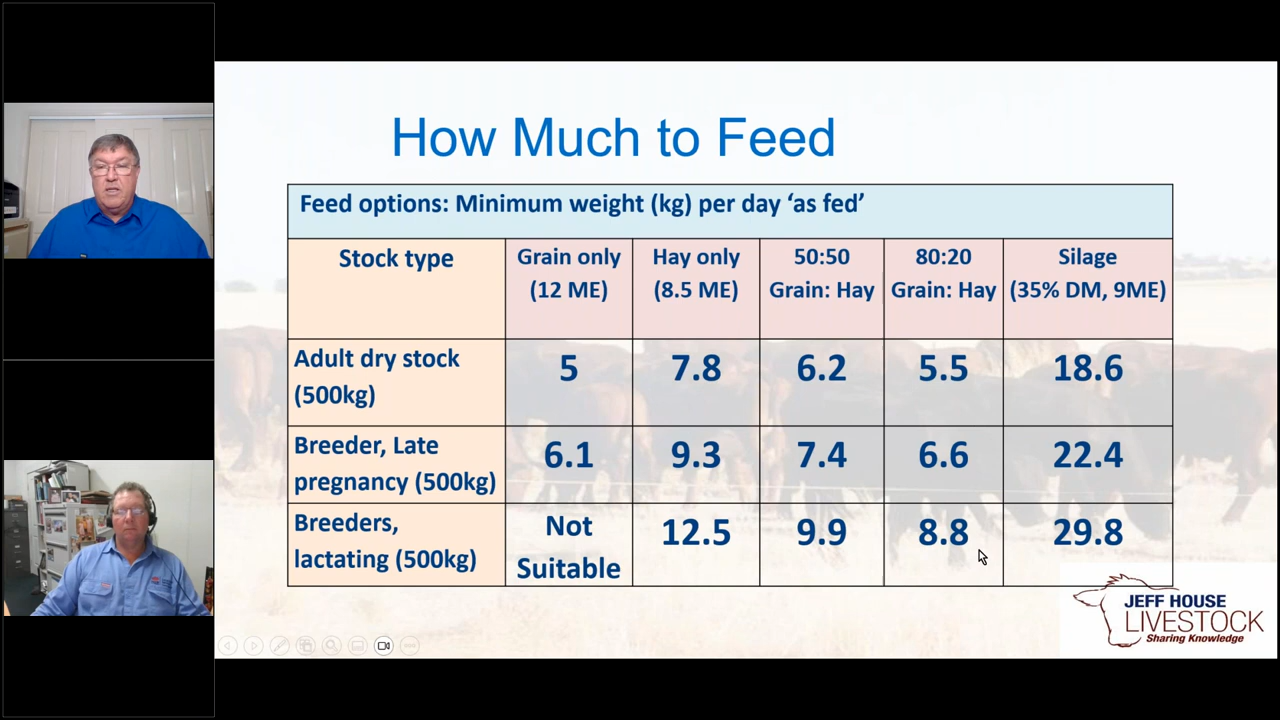 How Much to Feed
Feed options: Minimum weight (kg) per day ‘as fed’
Stock type
Grain only
(12 ME)
Hay only
(8.5 ME)
50:50
Grain: Hay
80:20
Grain: Hay
Silage
(35% DM, 9ME)
Adult dry stock
(500kg)
5
7.8
6.2
5.5
18.6
Breeder, Late
pregnancy (500kg)
6.1
9.3
7.4
6.6
22.4
Breeders,
lactating (500kg)
Not
Suitable
12.5
9.9
8.8
29.8
JEFF HOUSE
LIVESTOCK
Sharing Knowledge